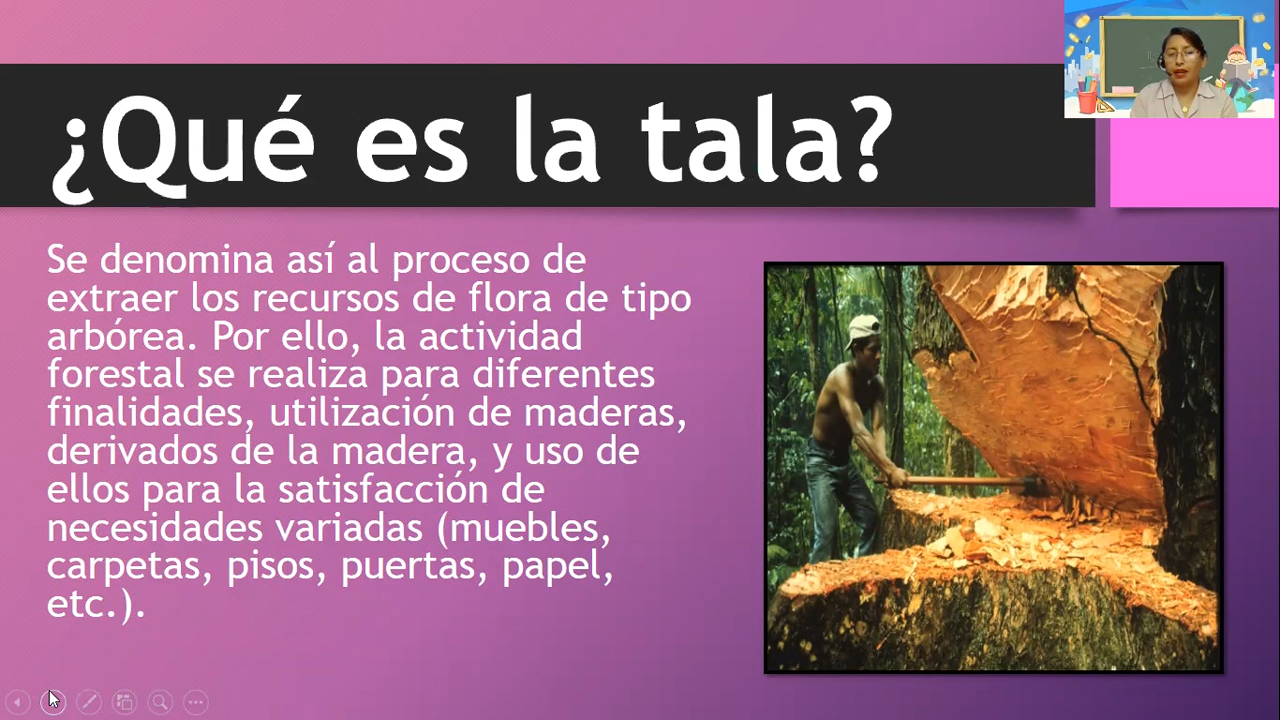 ¿Qué es la tala?
Se denomina así al proceso de
extraer los recursos de flora de tipo
arbórea. Por ello, la actividad
forestal se realiza para diferentes
finalidades, utilización de maderas,
derivados de la madera, y uso de
ellos para la satisfacción de
necesidades variadas (muebles,
carpetas, pisos, puertas, papel,
etc.).